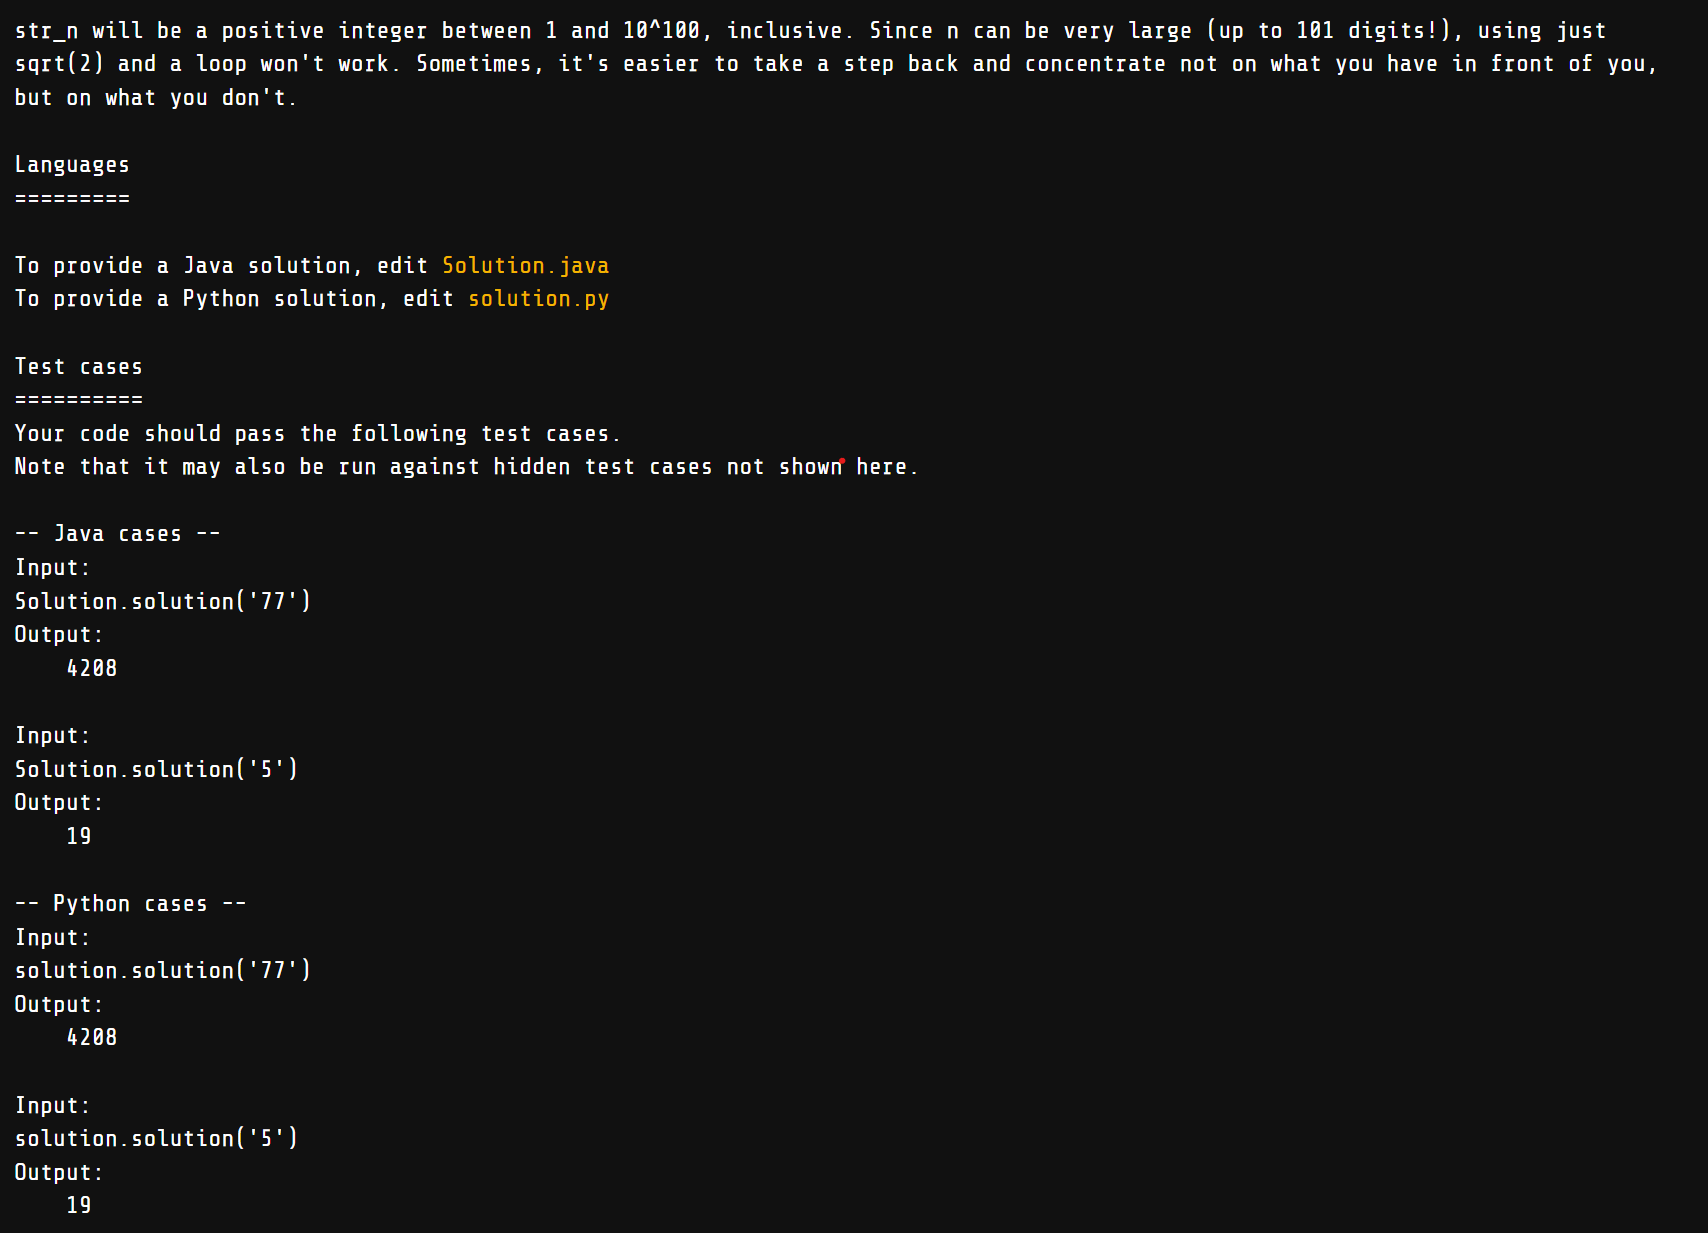 str_n will be a positive integer between 1 and 10^100, inclusive. Since n can be very large (up to 101 digits!), using just
sqrt(2) and a loop won't work. Sometimes, it's easier to take a step back and concentrate not on what you have in front of you,
but on what you don't.
Languages
=========
To provide a Java solution, edit Solution.java
To provide a Python solution, edit solution.py
Test cases
==========
Your code should pass the following test cases.
Note that it may also be run against hidden test cases not shown here.
-- Java cases --
Input:
Solution.solution('77')
Output:
    4208
Input:
Solution.solution('5')
Output:
    19
-- Python cases --
Input:
solution.solution('77')
Output:
    4208
Input:
solution.solution('5')
Output:
    19